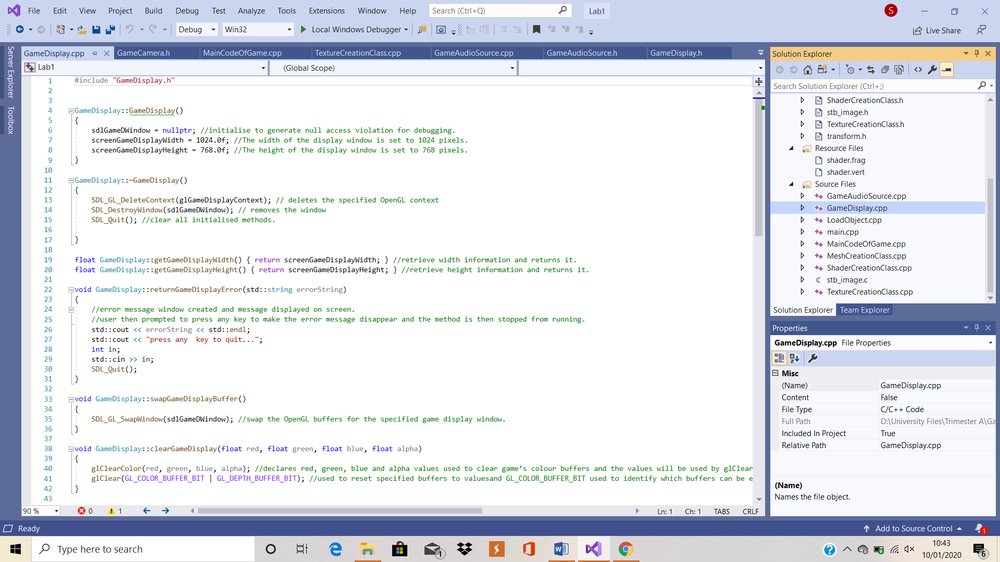 File Edit View Project Build Debug Test Analyze Tools Extensions Window Help Search (Ctrl+Q) Lab1 S
Debug Win32 Local Windows Debugger Live Share
Server Explorer
Toolbox
GameDisplay.cpp GameCamera.h MainCodeOfGame.cpp TextureCreationClass.cpp GameAudioSource.cpp GameAudioSource.h GameDisplay.h
Lab1 (Global Scope)
1 #include "GameDisplay.h"
2
3
4 GameDisplay::GameDisplay()
5 {
6 sdlGameDWindow = nullptr; //initialise to generate null access violation for debugging.
7 screenGameDisplayWidth = 1024.0f; //The width of the display window is set to 1024 pixels.
8 screenGameDisplayHeight = 768.0f; //The height of the display window is set to 768 pixels.
9 }
10
11 GameDisplay::~GameDisplay()
12 {
13 SDL_GL_DeleteContext(glGameDisplayContext); // deletes the specified OpenGL context
14 SDL_DestroyWindow(sdlGameDWindow); // removes the window
15 SDL_Quit(); //clear all initialised methods.
16
17 }
18
19 float GameDisplay::getGameDisplayWidth() { return screenGameDisplayWidth; } //retrieve width information and returns it.
20 float GameDisplay::getGameDisplayHeight() { return screenGameDisplayHeight; } //retrieve height information and returns it.
21
22 void GameDisplay::returnGameDisplayError(std::string errorString)
23 {
24 //error message window created and message displayed on screen.
25 //user then prompted to press any key to make the error message disappear and the method is then stopped from running.
26 std::cout << errorString << std::endl;
27 std::cout << "press any  key to quit...";
28 int in;
29 std::cin >> in;
30 SDL_Quit();
31 }
32
33 void GameDisplay::swapGameDisplayBuffer()
34 {
35 SDL_GL_SwapWindow(sdlGameDWindow); //swap the OpenGL buffers for the specified game display window.
36 }
37
38 void GameDisplay::clearGameDisplay(float red, float green, float blue, float alpha)
39 {
40 glClearColor(red, green, blue, alpha); //declares red, green, blue and alpha values used to clear game’s colour buffers and the values will be used by glClear
41 glClear(GL_COLOR_BUFFER_BIT | GL_DEPTH_BUFFER_BIT); //used to reset specified buffers to valuesand GL_COLOR_BUFFER_BIT used to identify which buffers can be e
42 }
43
90 % 0 1 Ln: 1 Ch: 1 TABS CRLF
Solution Explorer
Search Solution Explorer (Ctrl+;)
ShaderCreationClass.h
stb_image.h
TextureCreationClass.h
transform.h
Resource Files
shader.frag
shader.vert
Source Files
GameAudioSource.cpp
GameDisplay.cpp
LoadObject.cpp
main.cpp
MainCodeOfGame.cpp
MeshCreationClass.cpp
ShaderCreationClass.cpp
stb_image.c
TextureCreationClass.cpp
Solution Explorer Team Explorer
Properties
GameDisplay.cpp File Properties
Misc
(Name) GameDisplay.cpp
Content False
File Type C/C++ Code
Full Path D:\University Files\Trimester A\Ga
Included In Project True
Relative Path GameDisplay.cpp
(Name)
Names the file object.
Ready Add to Source Control 1
Type here to search 1 10:43
10/01/2020 6